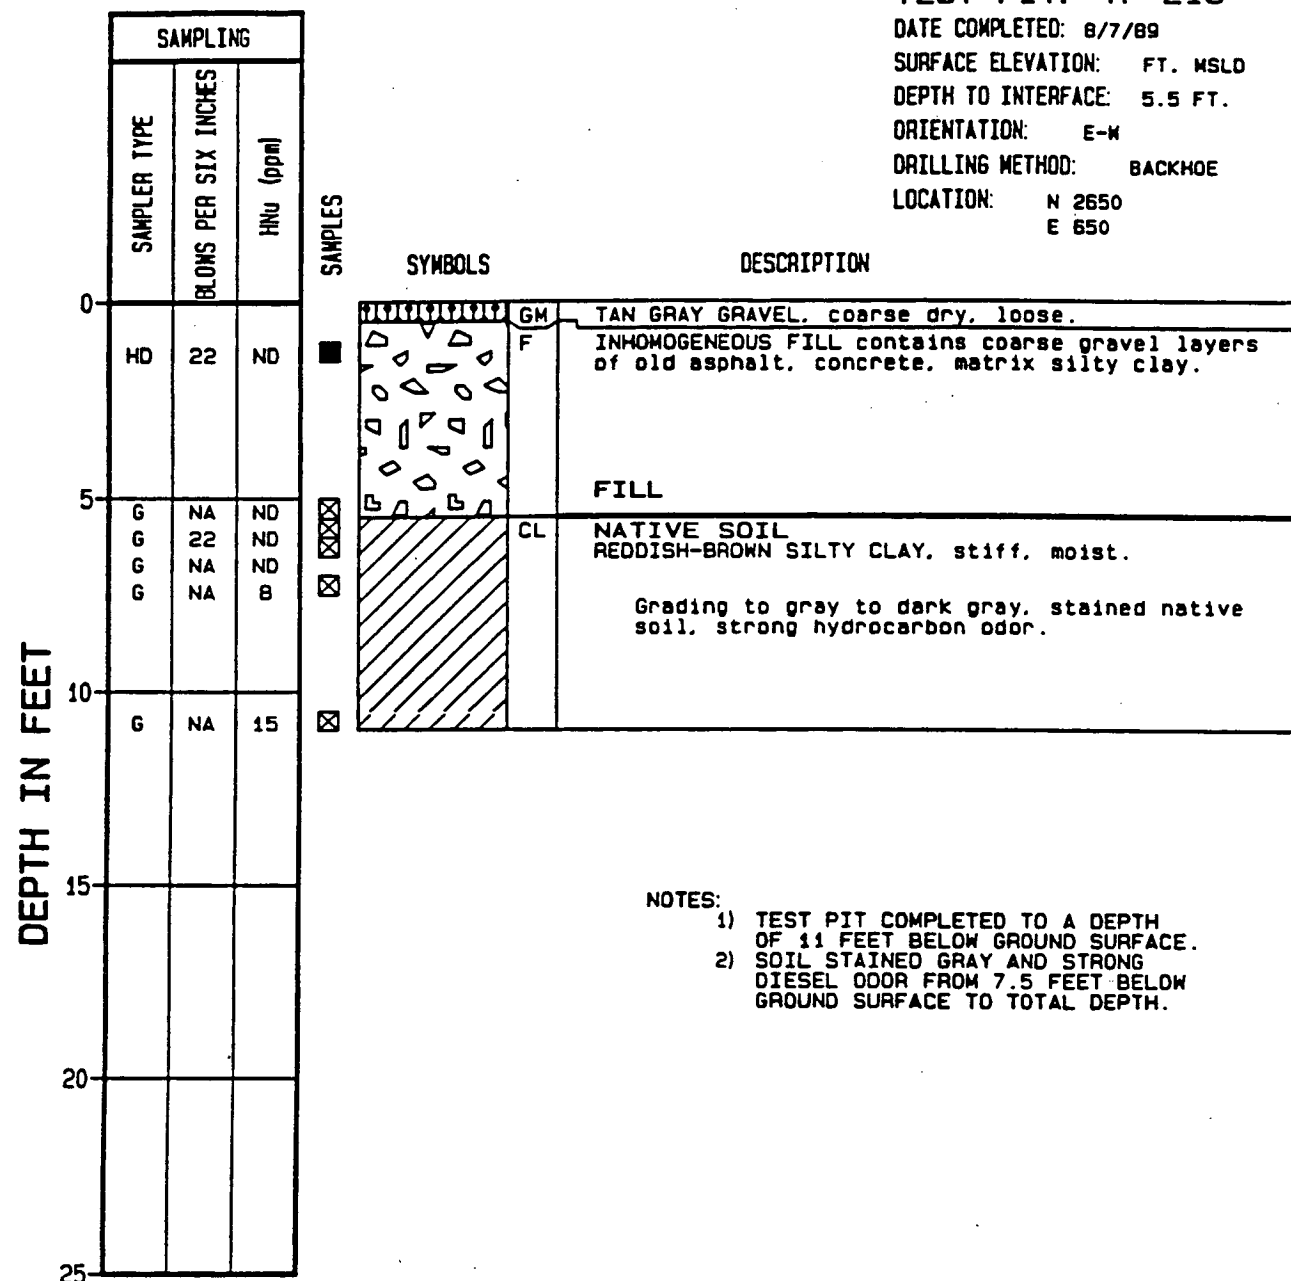 DATE COMPLETED: 8/7/89
SURFACE ELEVATION: FT. MSLD
DEPTH TO INTERFACE: 5.5 FT.
ORIENTATION: E-W
DRILLING METHOD: BACKHOE
LOCATION: N 2650
E 650
SAMPLING
SAMPLER TYPE
BLOWS PER SIX INCHES
HNu (ppm)
SAMPLES
SYMBOLS
DESCRIPTION
DEPTH IN FEET
0
GM TAN GRAY GRAVEL, coarse dry, loose.
F INHOMOGENEOUS FILL contains coarse gravel layers
HD 22 ND of old asphalt, concrete, matrix silty clay.
FILL
5
G NA ND
G 22 ND CL NATIVE SOIL
REDDISH-BROWN SILTY CLAY, stiff, moist.
G NA ND
G NA 8
Grading to gray to dark gray, stained native
soil, strong hydrocarbon odor.
10
G NA 15
15
NOTES:
1) TEST PIT COMPLETED TO A DEPTH
OF 11 FEET BELOW GROUND SURFACE.
2) SOIL STAINED GRAY AND STRONG
DIESEL ODOR FROM 7.5 FEET BELOW
GROUND SURFACE TO TOTAL DEPTH.
20
25